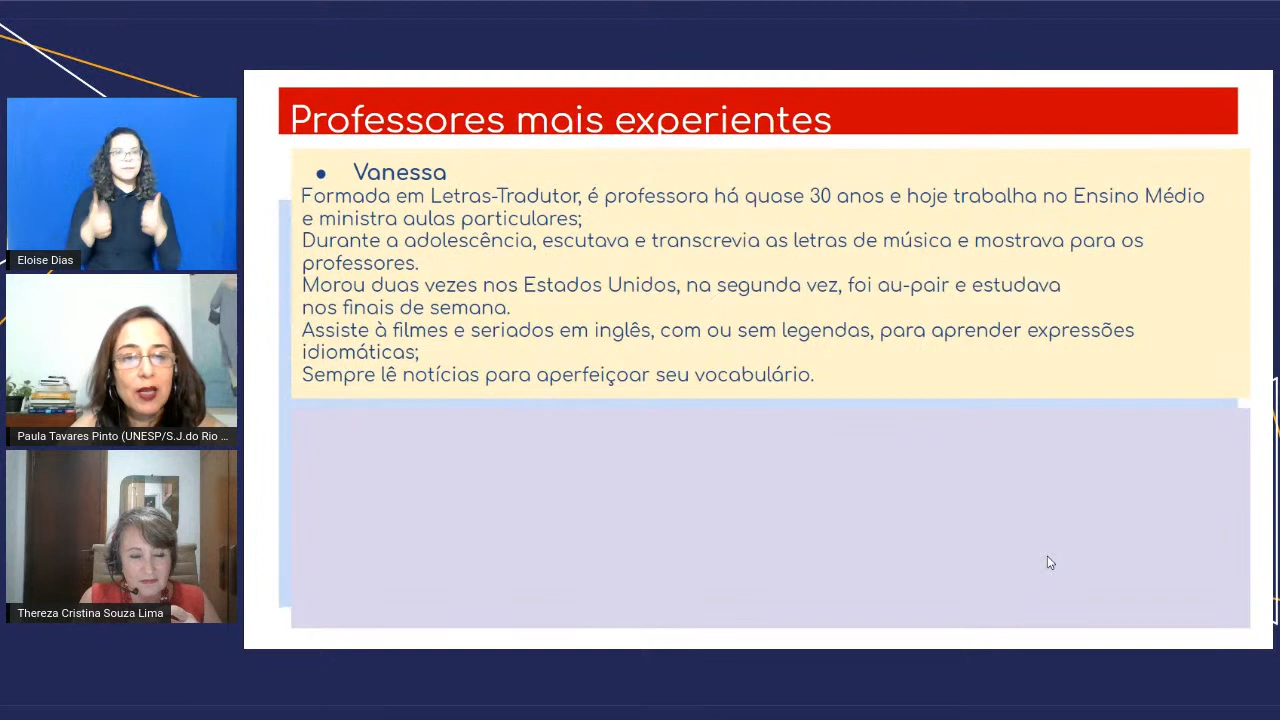 Professores mais experientes
● Vanessa
Formada em Letras-Tradutor, é professora há quase 30 anos e hoje trabalha no Ensino Médio
e ministra aulas particulares;
Durante a adolescência, escutava e transcrevia as letras de música e mostrava para os
professores.
Morou duas vezes nos Estados Unidos, na segunda vez, foi au-pair e estudava
nos finais de semana.
Assiste à filmes e seriados em inglês, com ou sem legendas, para aprender expressões
idiomáticas;
Sempre lê notícias para aperfeiçoar seu vocabulário.
Eloise Dias
Paula Tavares Pinto (UNESP/S.J.do Rio ...
Thereza Cristina Souza Lima